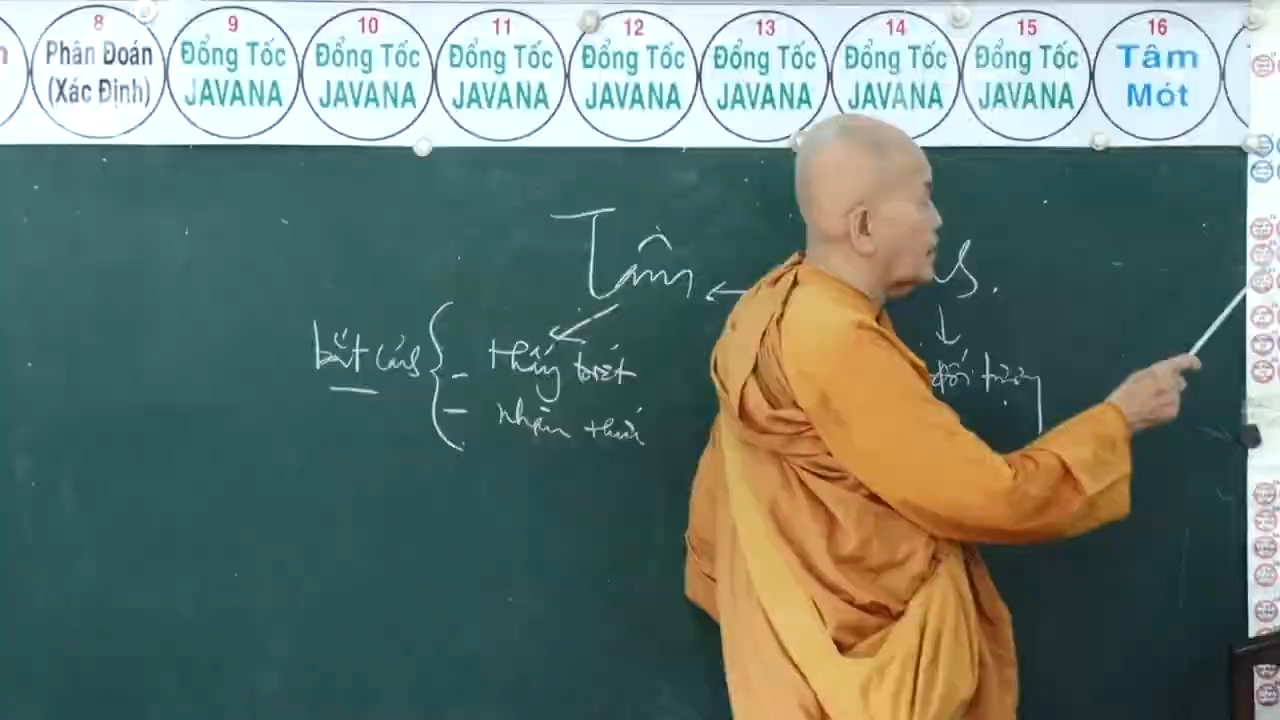 8
Phân Đoán
(Xác Định)
9
Đổng Tốc
JAVANA
10
Đổng Tốc
JAVANA
11
Đổng Tốc
JAVANA
12
Đổng Tốc
JAVANA
13
Đổng Tốc
JAVANA
14
Đổng Tốc
JAVANA
15
Đổng Tốc
JAVANA
16
Tâm
Mót
Tâm
bắt cảnh
- thấy biết
- nhận thức
đối tượng